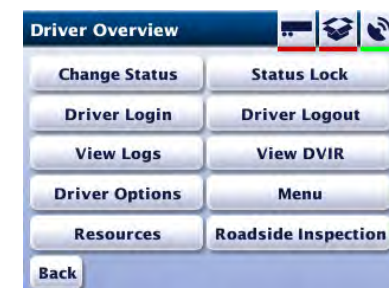 Driver Overview
Change Status
Status Lock
Driver Login
Driver Logout
View Logs
View DVIR
Driver Options
Menu
Resources
Roadside Inspection
Back